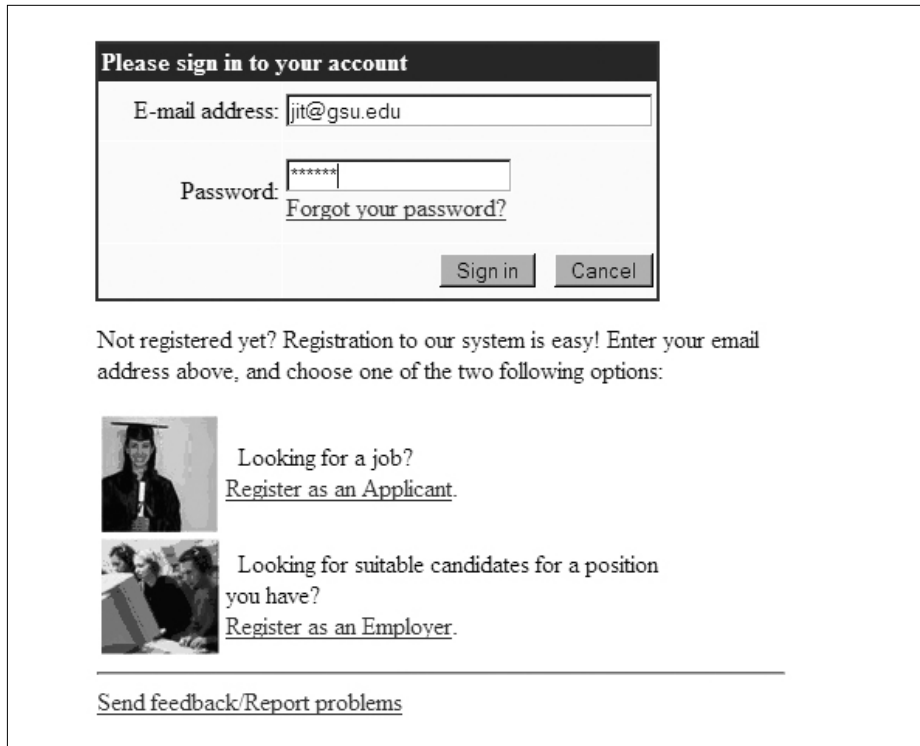 Please sign in to your account
E-mail address: jit@gsu.edu
Password: ******
Forgot your password?
Sign in Cancel
Not registered yet? Registration to our system is easy! Enter your email
address above, and choose one of the two following options:
Looking for a job?
Register as an Applicant.
Looking for suitable candidates for a position
you have?
Register as an Employer.
Send feedback/Report problems